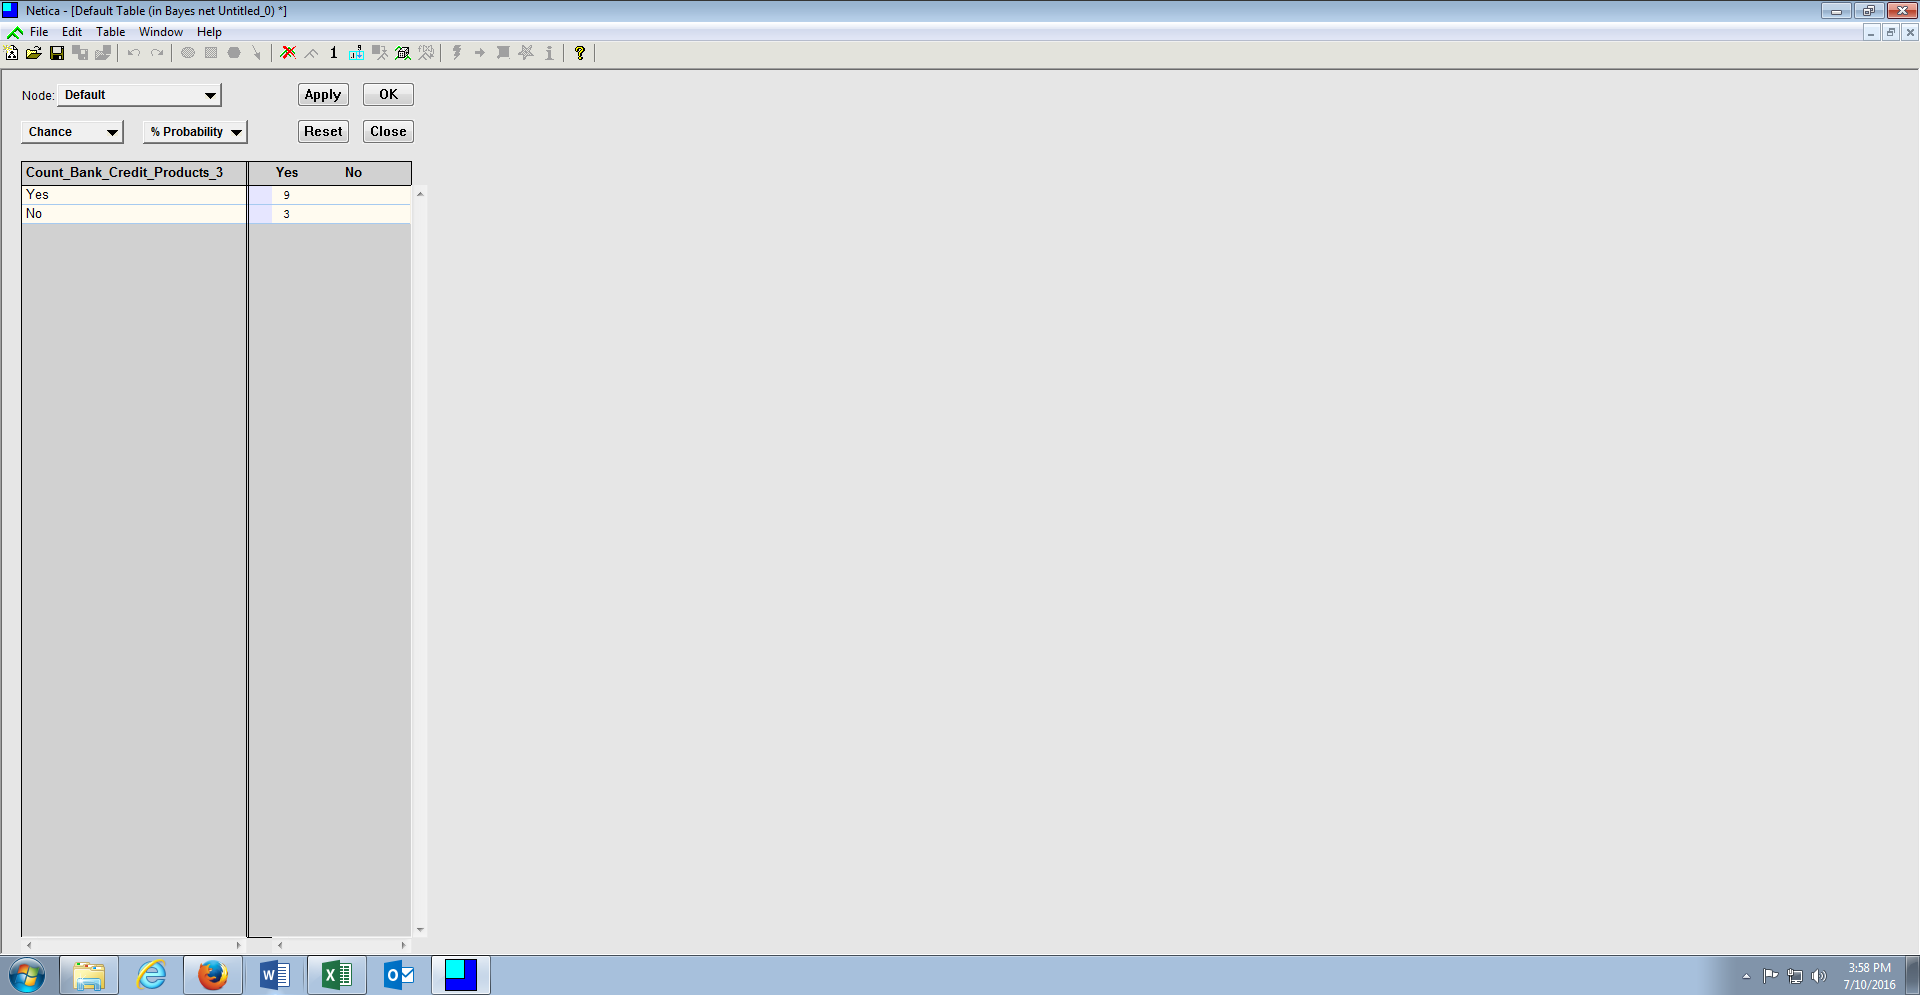 Netica - [Default Table (in Bayes net Untitled_0) *]
File Edit Table Window Help
1 f(x) ?
Node: Default Apply OK
Chance % Probability Reset Close
Count_Bank_Credit_Products_3 Yes No
Yes 9
No 3
3:58 PM
7/10/2016